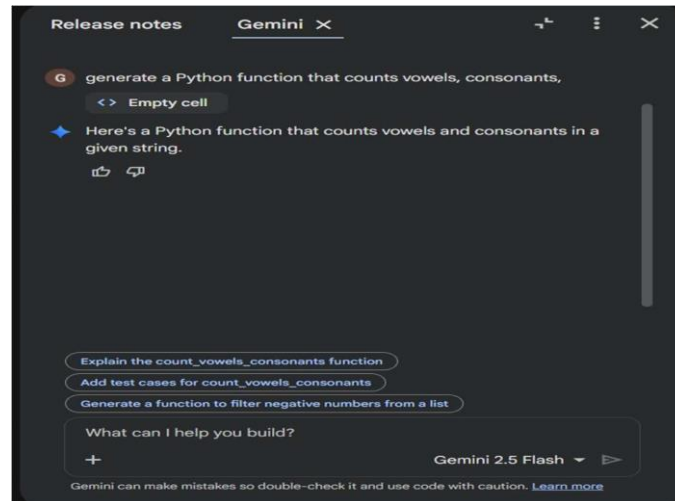 Release notes Gemini ×
G generate a Python function that counts vowels, consonants,
<> Empty cell
Here's a Python function that counts vowels and consonants in a
given string.
Explain the count_vowels_consonants function
Add test cases for count_vowels_consonants
Generate a function to filter negative numbers from a list
What can I help you build?
+ Gemini 2.5 Flash
Gemini can make mistakes so double-check it and use code with caution. Learn more